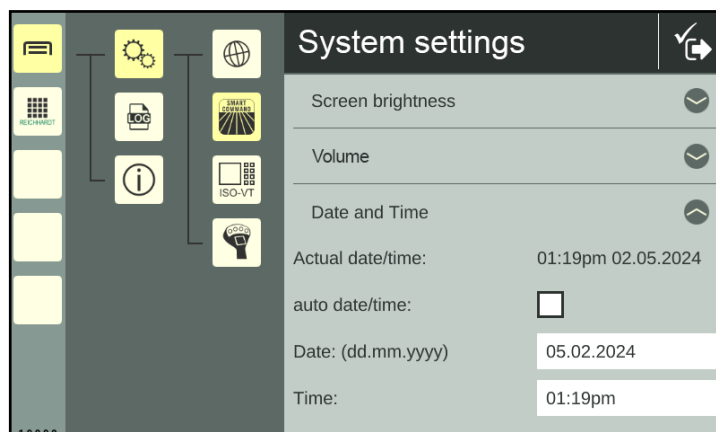 System settings
REICHHARDT
LOG
SMART
COMMAND
ISO-VT
Screen brightness
Volume
Date and Time
Actual date/time: 01:19pm 02.05.2024
auto date/time:
Date: (dd.mm.yyyy) 05.02.2024
Time: 01:19pm